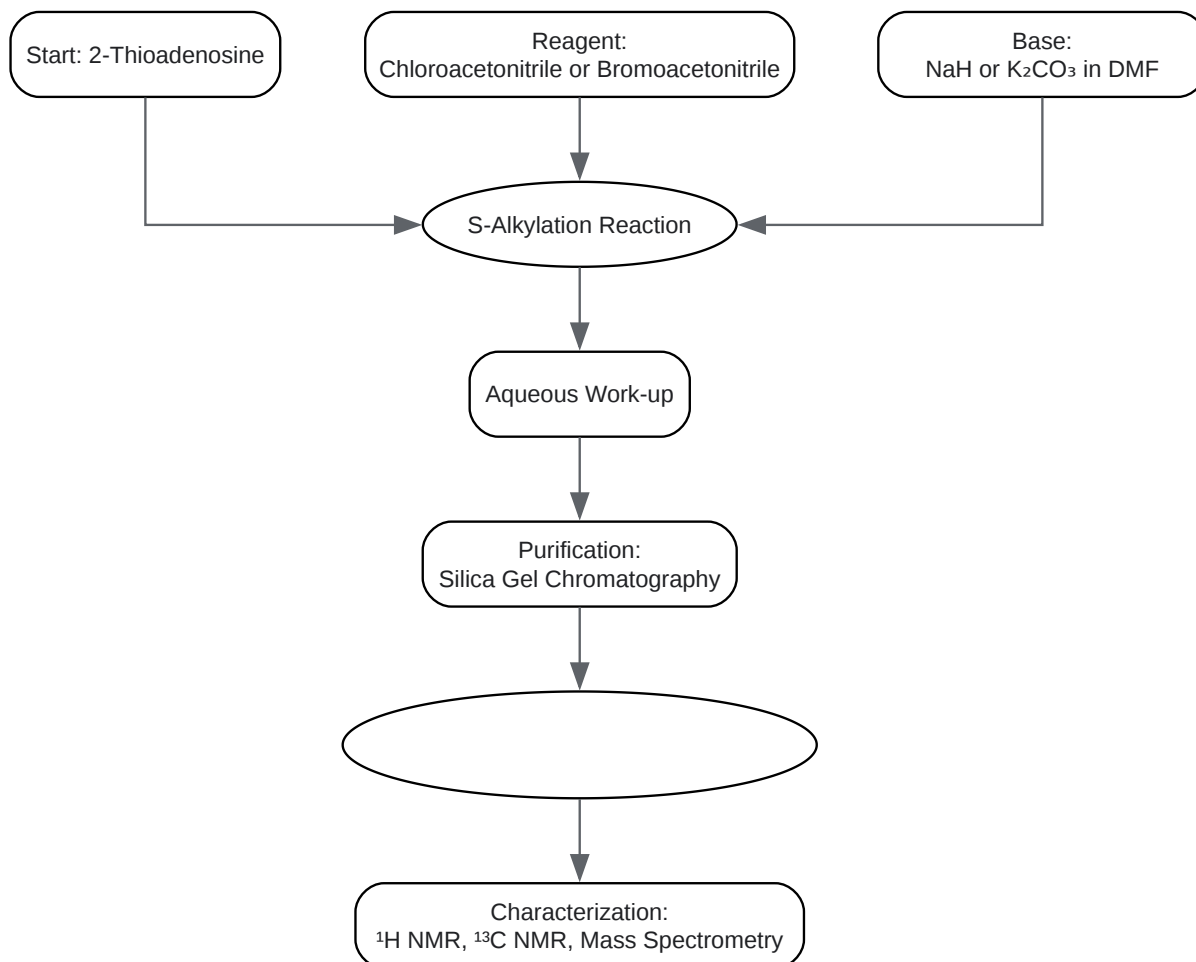 Start: 2-Thioadenosine
Reagent:
Chloroacetonitrile or Bromoacetonitrile
Base:
NaH or K₂CO₃ in DMF
S-Alkylation Reaction
Aqueous Work-up
Purification:
Silica Gel Chromatography
Characterization:
¹H NMR, ¹³C NMR, Mass Spectrometry